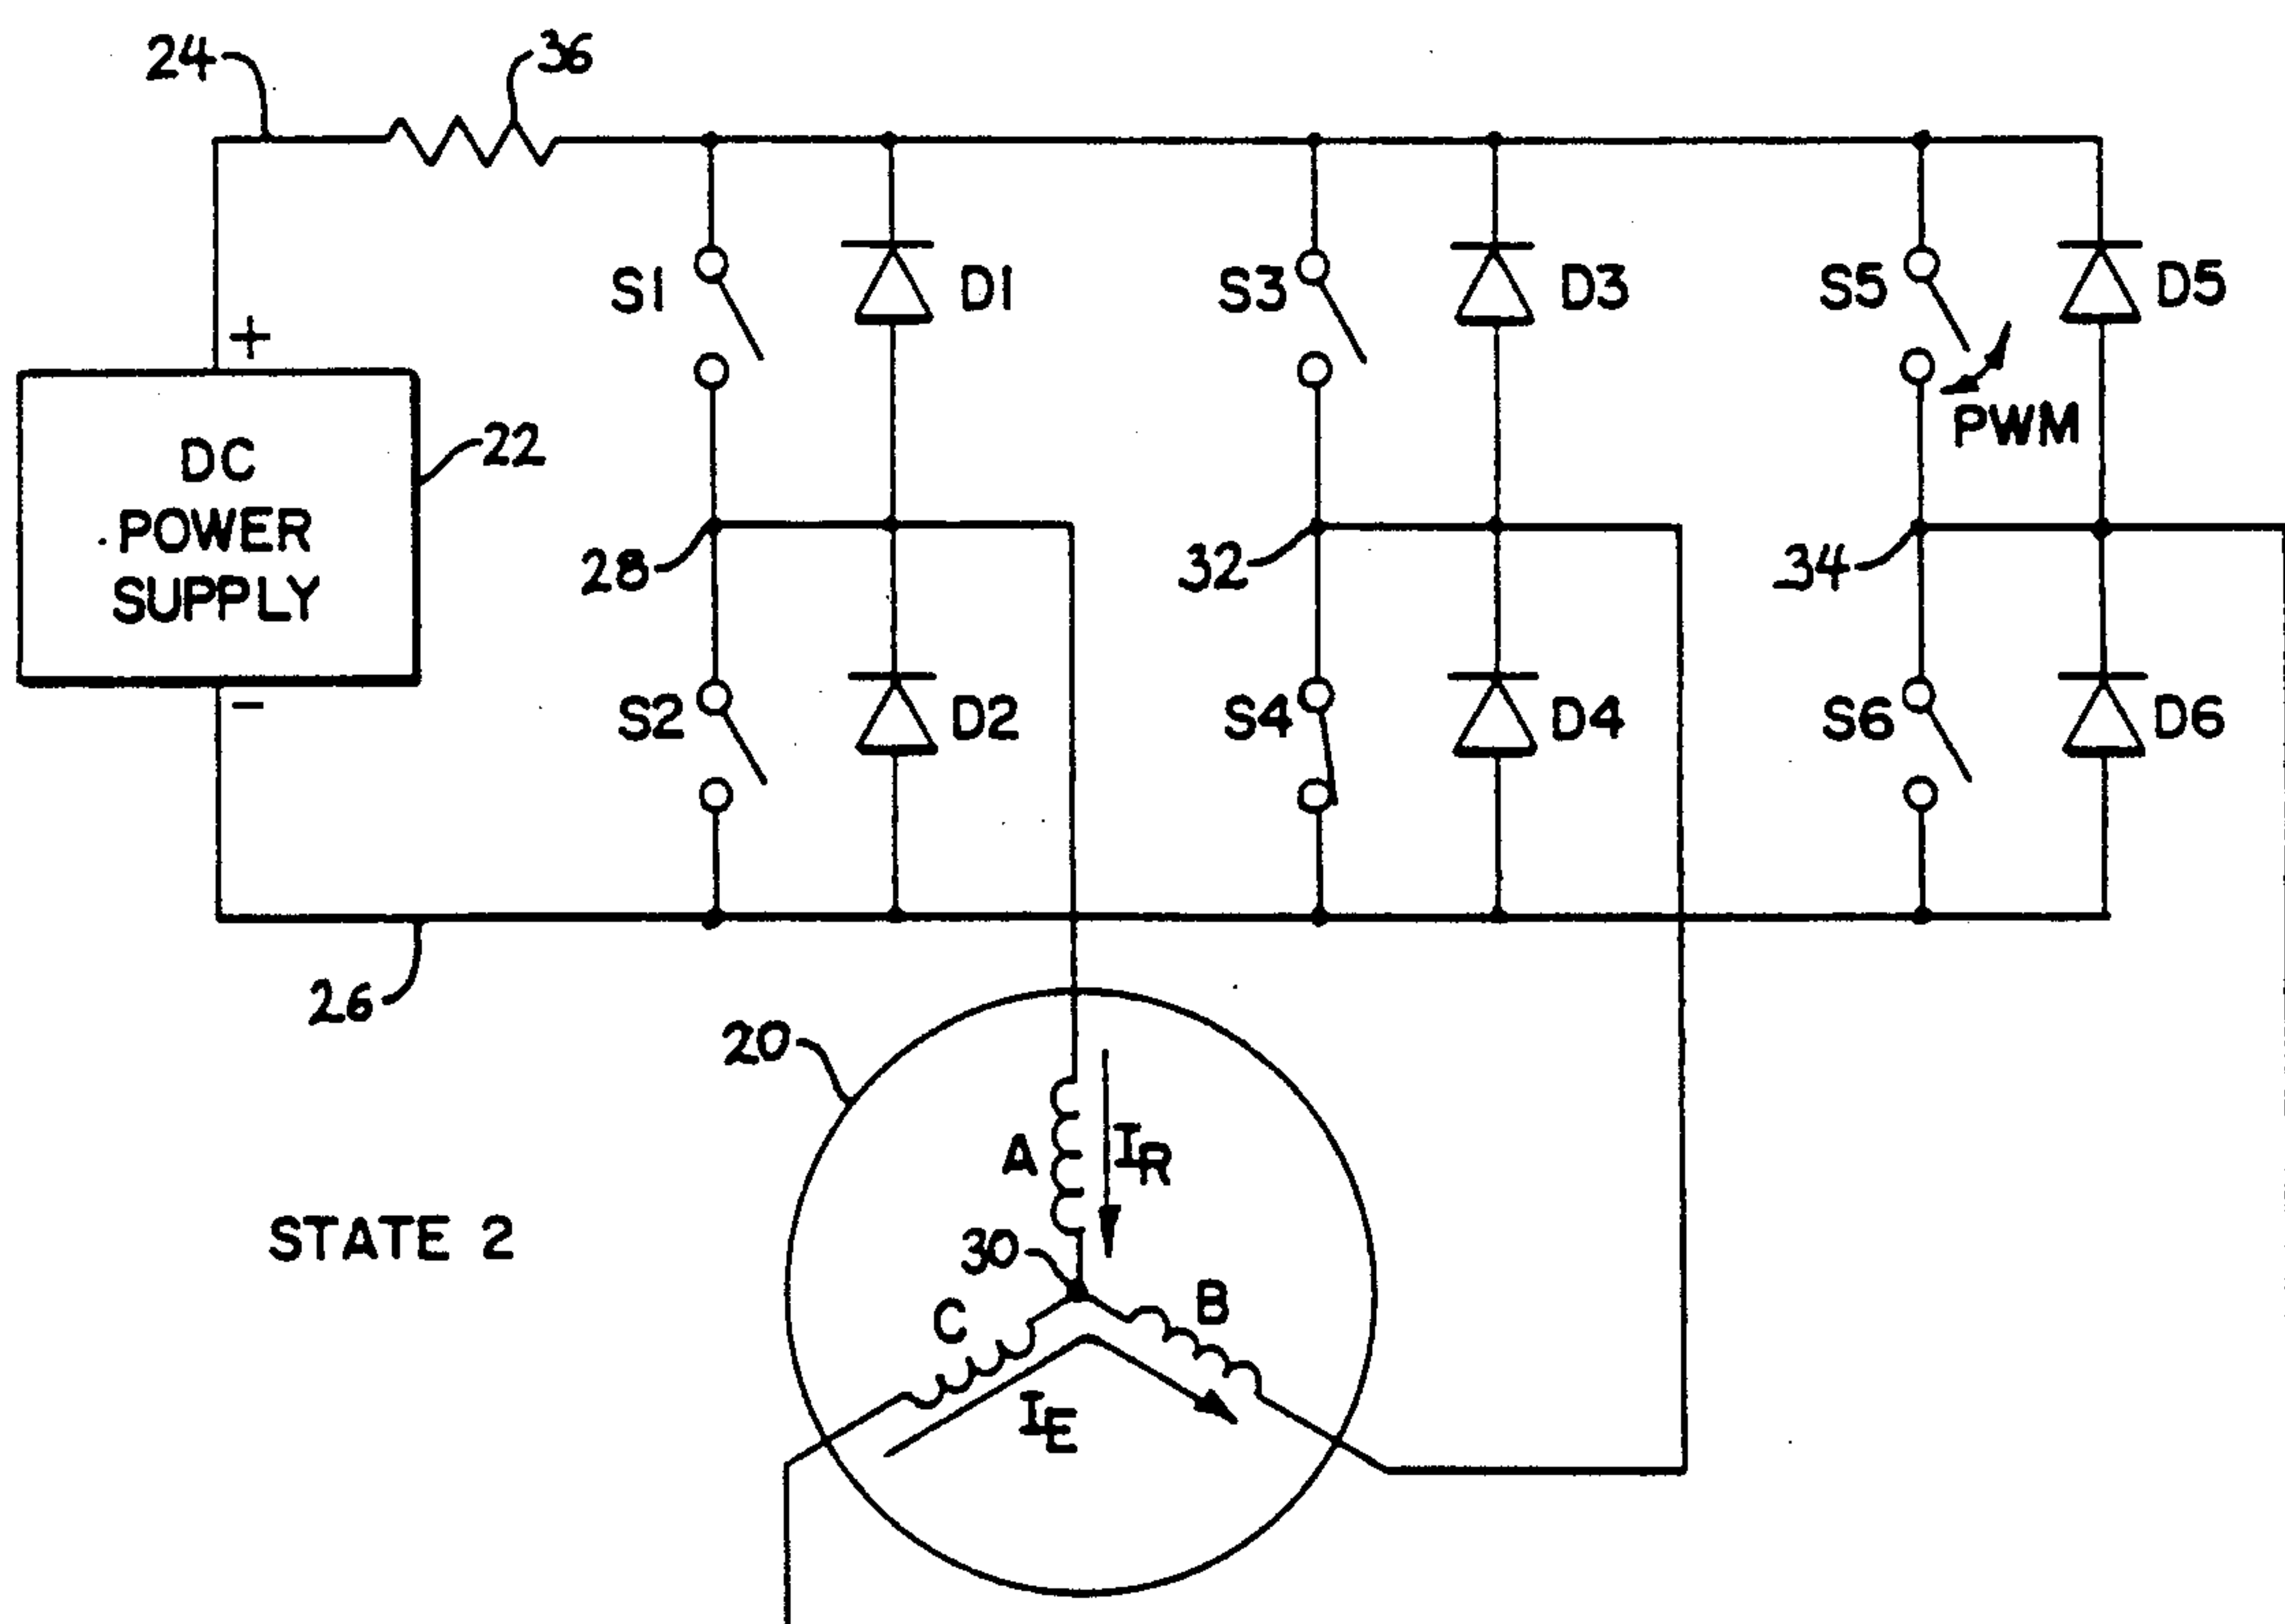 24
36
S1
D1
S3
D3
S5
D5
PWM
+
DC
POWER
SUPPLY
22
28
32
34
-
S2
D2
S4
D4
S6
D6
26
20
A
IR
STATE 2
30
C
B
IE